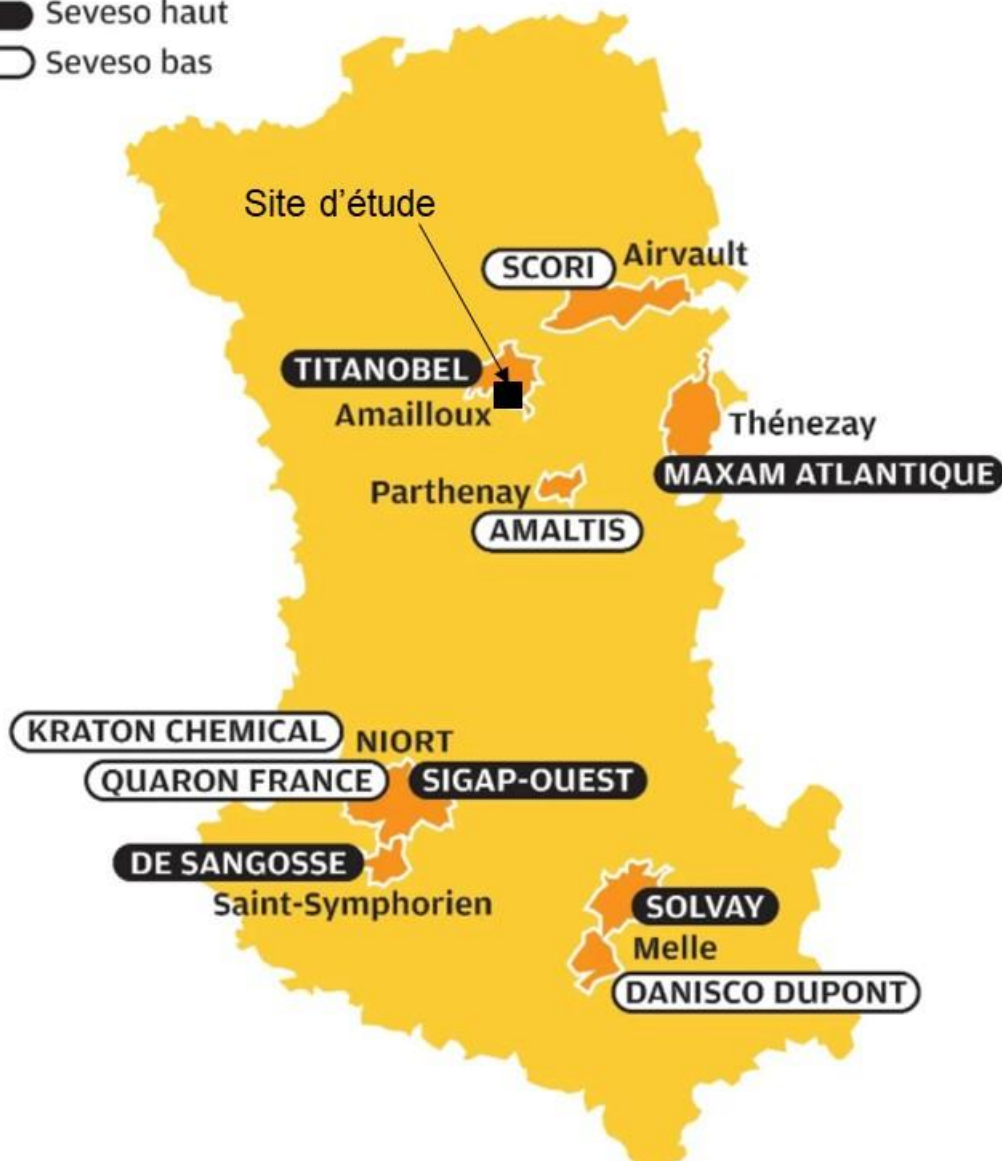 Seveso haut
Seveso bas
Site d'étude
SCORI
Airvault
TITANOBEL
Amailloux
Thénezay
MAXAM ATLANTIQUE
Parthenay
AMALTIS
KRATON CHEMICAL
NIORT
QUARON FRANCE
SIGAP-OUEST
DE SANGOSSE
Saint-Symphorien
SOLVAY
Melle
DANISCO DUPONT